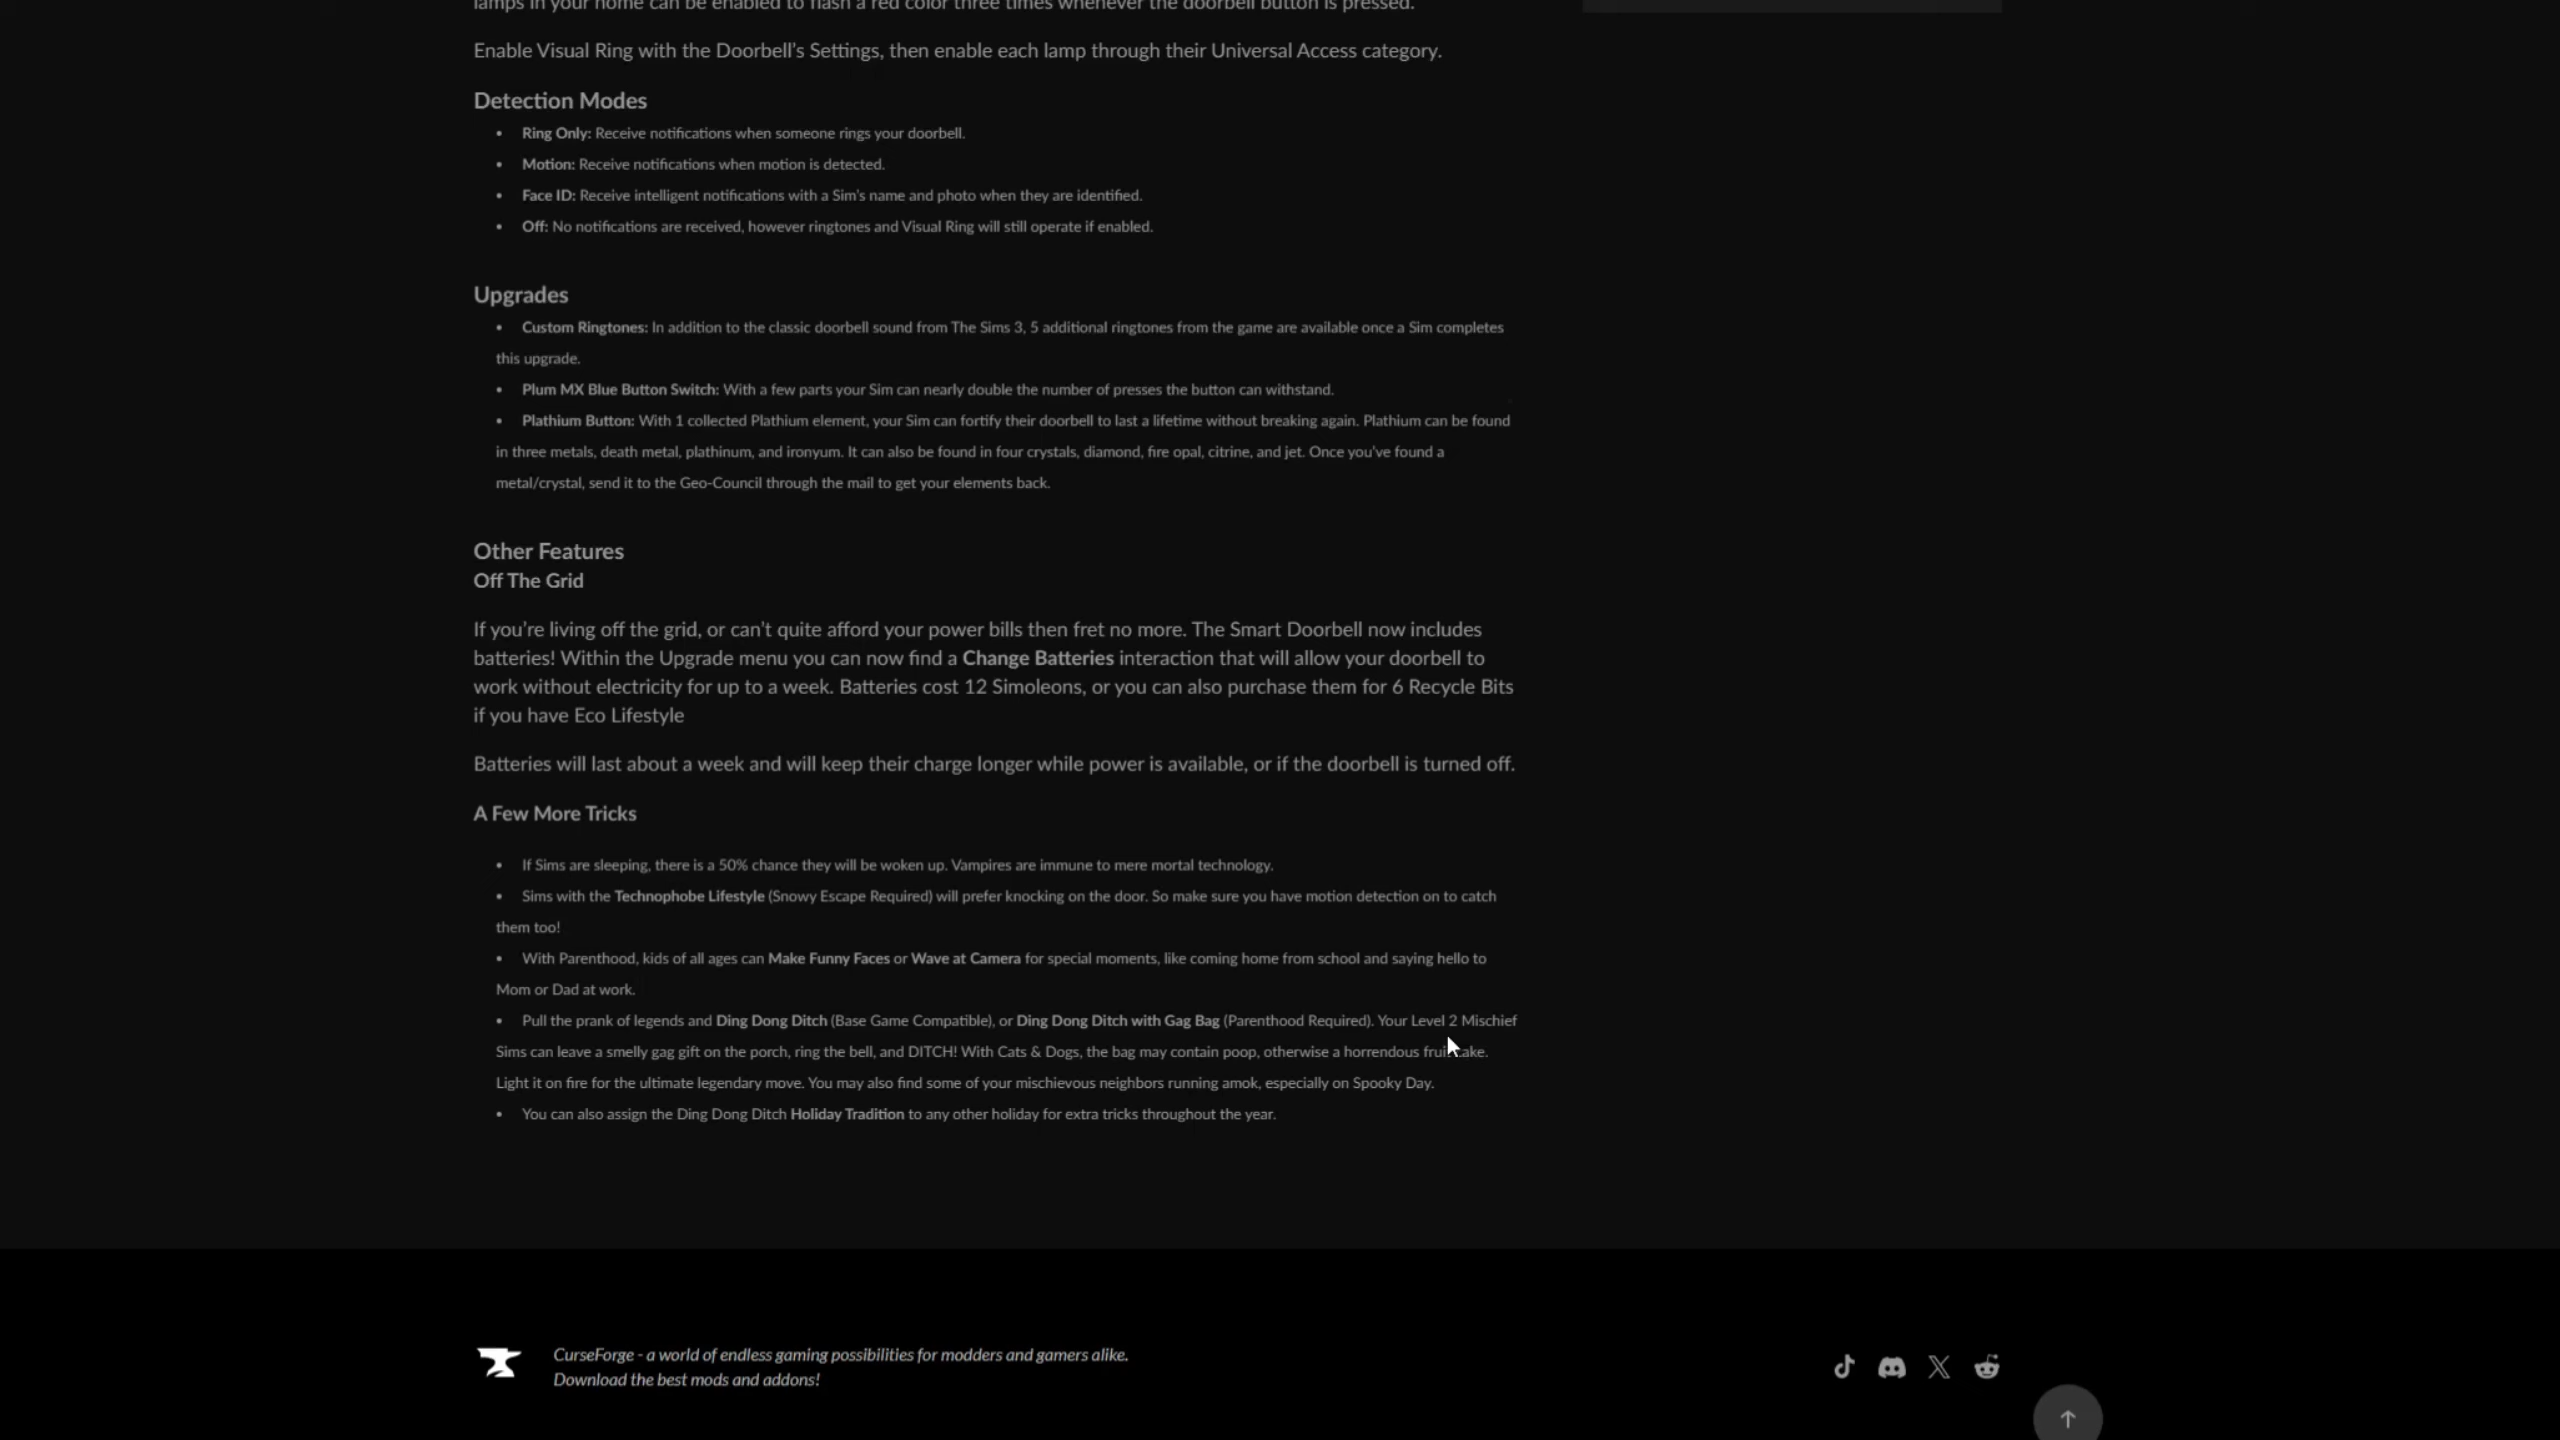 lamps in your home can be enabled to flash a red color three times whenever the doorbell button is pressed.
Enable Visual Ring with the Doorbell's Settings, then enable each lamp through their Universal Access category.
Detection Modes
• Ring Only: Receive notifications when someone rings your doorbell.
• Motion: Receive notifications when motion is detected.
• Face ID: Receive intelligent notifications with a Sim's name and photo when they are identified.
• Off: No notifications are received, however ringtones and Visual Ring will still operate if enabled.
Upgrades
• Custom Ringtones: In addition to the classic doorbell sound from The Sims 3, 5 additional ringtones from the game are available once a Sim completes
this upgrade.
• Plum MX Blue Button Switch: With a few parts your Sim can nearly double the number of presses the button can withstand.
• Plathium Button: With 1 collected Plathium element, your Sim can fortify their doorbell to last a lifetime without breaking again. Plathium can be found
in three metals, death metal, plathinum, and ironyum. It can also be found in four crystals, diamond, fire opal, citrine, and jet. Once you've found a
metal/crystal, send it to the Geo-Council through the mail to get your elements back.
Other Features
Off The Grid
If you're living off the grid, or can't quite afford your power bills then fret no more. The Smart Doorbell now includes
batteries! Within the Upgrade menu you can now find a Change Batteries interaction that will allow your doorbell to
work without electricity for up to a week. Batteries cost 12 Simoleons, or you can also purchase them for 6 Recycle Bits
if you have Eco Lifestyle
Batteries will last about a week and will keep their charge longer while power is available, or if the doorbell is turned off.
A Few More Tricks
• If Sims are sleeping, there is a 50% chance they will be woken up. Vampires are immune to mere mortal technology.
• Sims with the Technophobe Lifestyle (Snowy Escape Required) will prefer knocking on the door. So make sure you have motion detection on to catch
them too!
• With Parenthood, kids of all ages can Make Funny Faces or Wave at Camera for special moments, like coming home from school and saying hello to
Mom or Dad at work.
• Pull the prank of legends and Ding Dong Ditch (Base Game Compatible), or Ding Dong Ditch with Gag Bag (Parenthood Required). Your Level 2 Mischief
Sims can leave a smelly gag gift on the porch, ring the bell, and DITCH! With Cats & Dogs, the bag may contain poop, otherwise a horrendous fruitcake.
Light it on fire for the ultimate legendary move. You may also find some of your mischievous neighbors running amok, especially on Spooky Day.
• You can also assign the Ding Dong Ditch Holiday Tradition to any other holiday for extra tricks throughout the year.
CurseForge - a world of endless gaming possibilities for modders and gamers alike.
Download the best mods and addons!